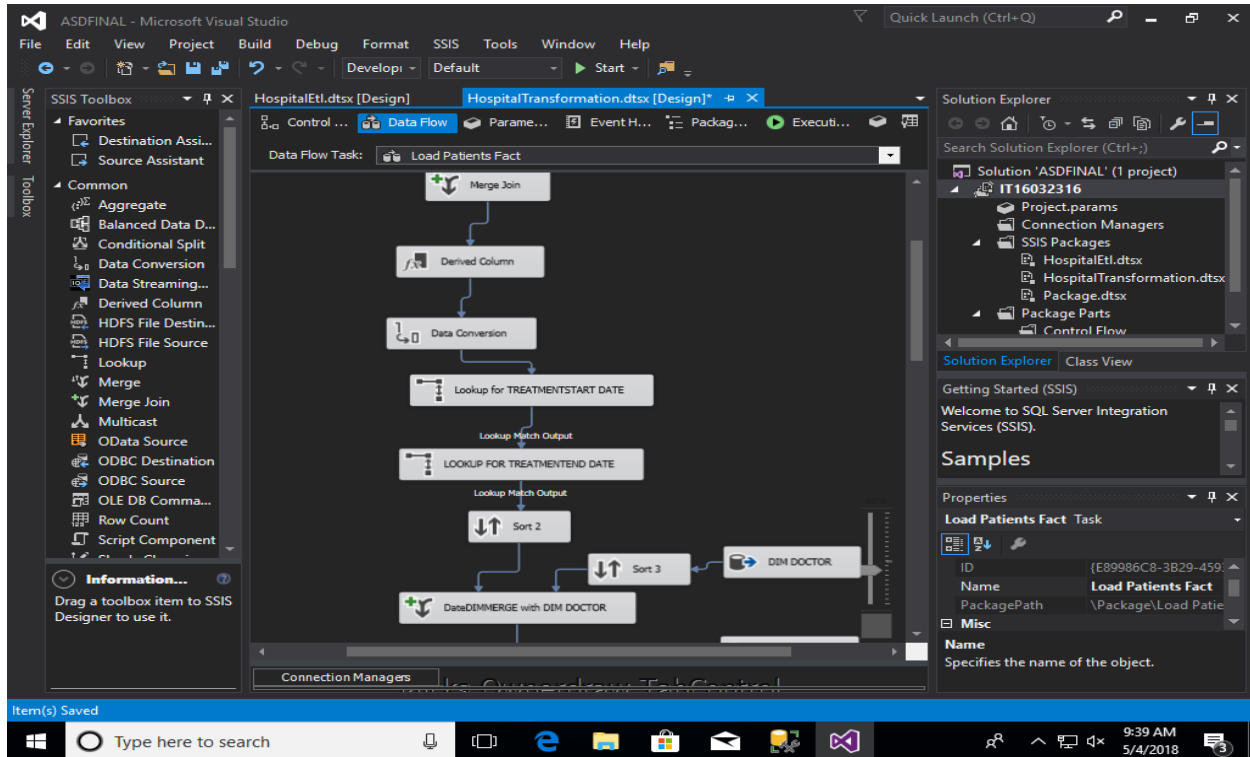 ASDFINAL - Microsoft Visual Studio
Quick Launch (Ctrl+Q)
File Edit View Project Build Debug Format SSIS Tools Window Help
Developı Default Start
Server Explorer
Toolbox
SSIS Toolbox
Favorites
Destination Assi...
Source Assistant
Common
Aggregate
Balanced Data D...
Conditional Split
Data Conversion
Data Streaming...
Derived Column
HDFS File Destin...
HDFS File Source
Lookup
Merge
Merge Join
Multicast
OData Source
ODBC Destination
ODBC Source
OLE DB Comma...
Row Count
Script Component
Information...
Drag a toolbox item to SSIS
Designer to use it.
HospitalEtl.dtsx [Design]
HospitalTransformation.dtsx [Design]*
Control ... Data Flow Parame... Event H... Packag... Executi...
Data Flow Task: Load Patients Fact
Merge Join
Derived Column
Data Conversion
Lookup for TREATMENTSTART DATE
Lookup Match Output
LOOKUP FOR TREATMENTEND DATE
Lookup Match Output
Sort 2
Sort 3
DIM DOCTOR
DateDIMMERGE with DIM DOCTOR
Connection Managers
Solution Explorer
Search Solution Explorer (Ctrl+;)
Solution 'ASDFINAL' (1 project)
IT16032316
Project.params
Connection Managers
SSIS Packages
HospitalEtl.dtsx
HospitalTransformation.dtsx
Package.dtsx
Package Parts
Control Flow
Solution Explorer Class View
Getting Started (SSIS)
Welcome to SQL Server Integration
Services (SSIS).
Samples
Properties
Load Patients Fact Task
ID {E89986C8-3B29-459
Name Load Patients Fact
PackagePath \Package\Load Patie
Misc
Name
Specifies the name of the object.
Item(s) Saved
Type here to search
9:39 AM
5/4/2018
3